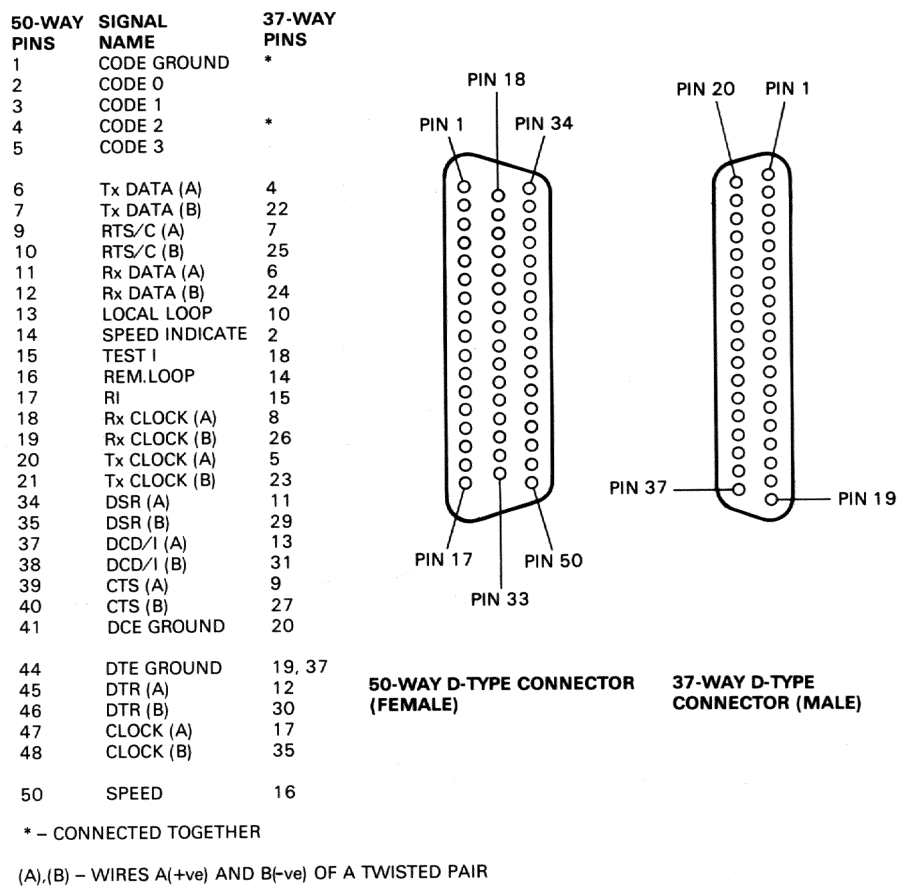 50-WAY SIGNAL 37-WAY
PINS NAME PINS
1 CODE GROUND *
2 CODE 0
3 CODE 1
4 CODE 2 *
5 CODE 3
6 Tx DATA (A) 4
7 Tx DATA (B) 22
9 RTS/C (A) 7
10 RTS/C (B) 25
11 Rx DATA (A) 6
12 Rx DATA (B) 24
13 LOCAL LOOP 10
14 SPEED INDICATE 2
15 TEST I 18
16 REM.LOOP 14
17 RI 15
18 Rx CLOCK (A) 8
19 Rx CLOCK (B) 26
20 Tx CLOCK (A) 5
21 Tx CLOCK (B) 23
34 DSR (A) 11
35 DSR (B) 29
37 DCD/I (A) 13
38 DCD/I (B) 31
39 CTS (A) 9
40 CTS (B) 27
41 DCE GROUND 20
44 DTE GROUND 19, 37
45 DTR (A) 12
46 DTR (B) 30
47 CLOCK (A) 17
48 CLOCK (B) 35
50 SPEED 16
* – CONNECTED TOGETHER
(A),(B) – WIRES A(+ve) AND B(-ve) OF A TWISTED PAIR
PIN 18
PIN 1 PIN 34
PIN 17 PIN 50
PIN 33
50-WAY D-TYPE CONNECTOR
(FEMALE)
PIN 20 PIN 1
PIN 37
PIN 19
37-WAY D-TYPE
CONNECTOR (MALE)